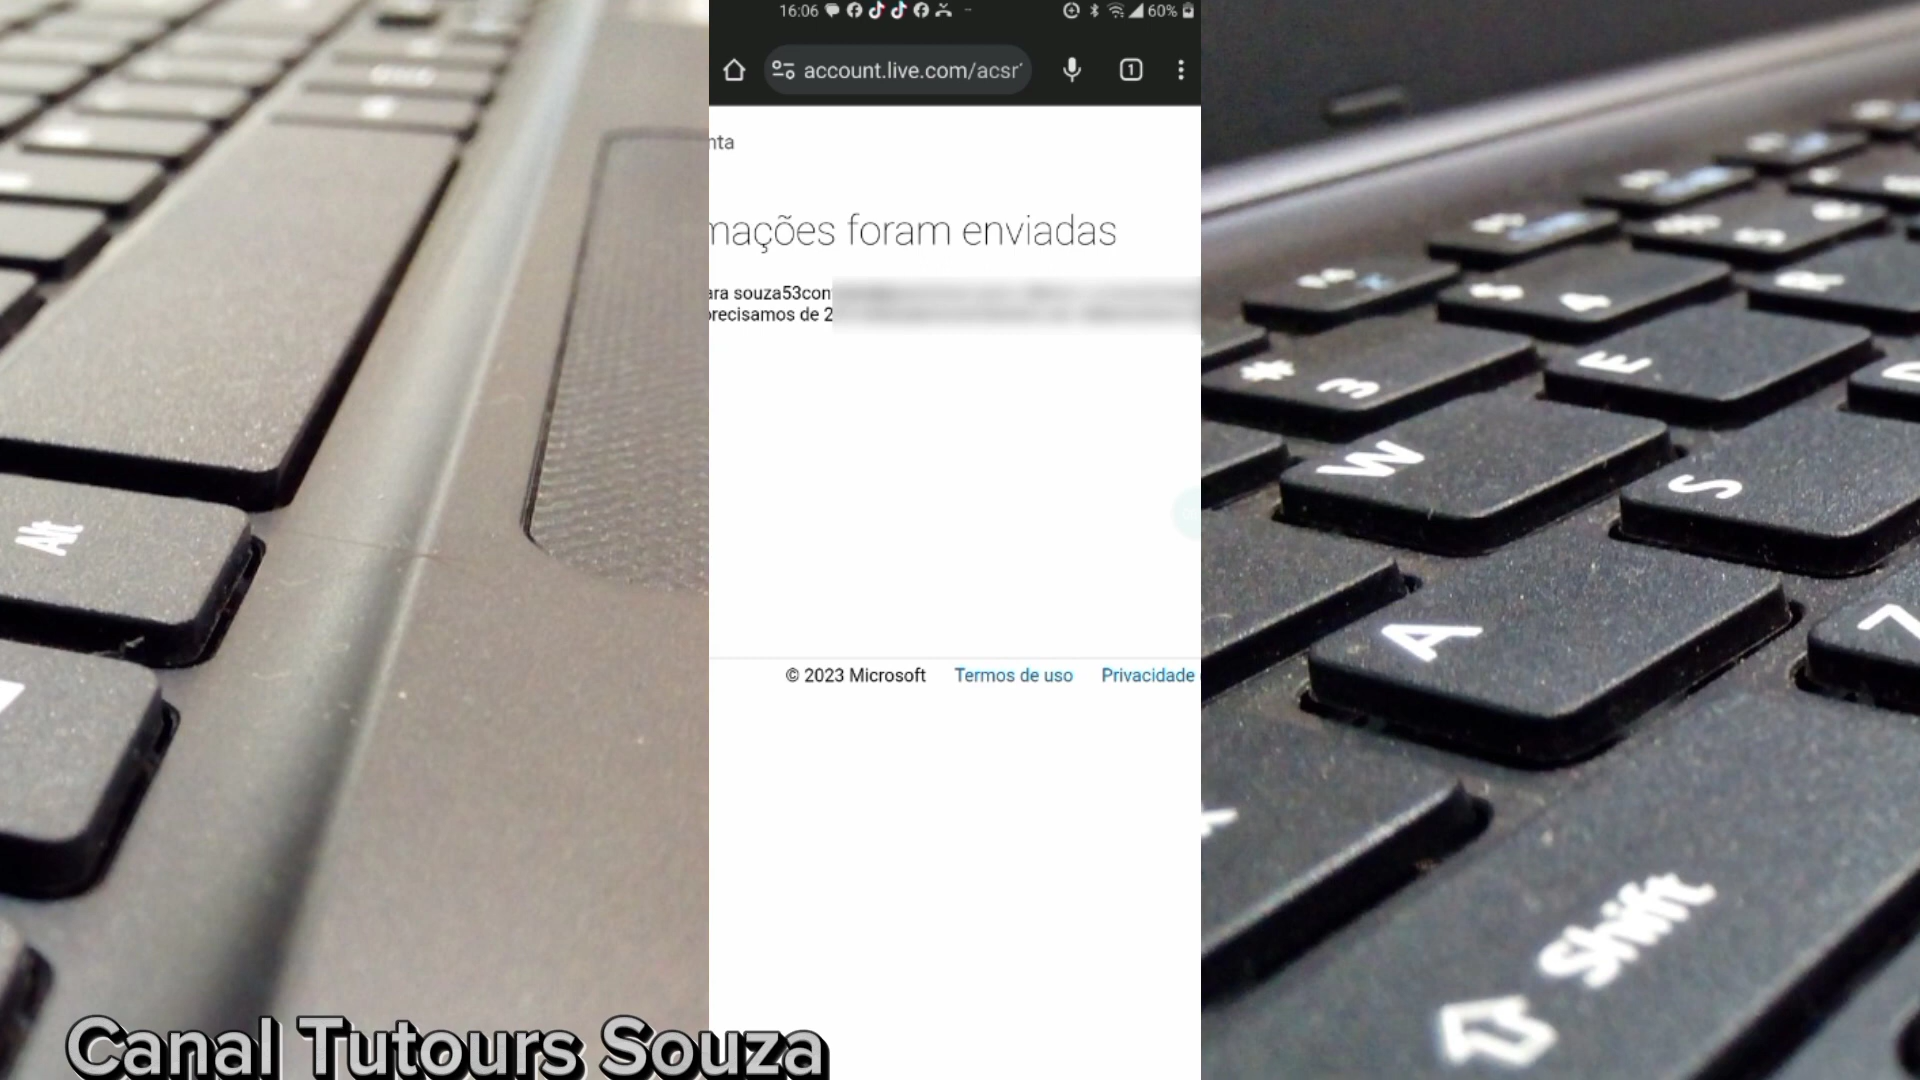 16:06
60%
account.live.com/acsr
1
nta
mações foram enviadas
ara souza53con
precisamos de 2
© 2023 Microsoft Termos de uso Privacidade
Alt
W
E
S
A
3
Shift
Canal Tutours Souza